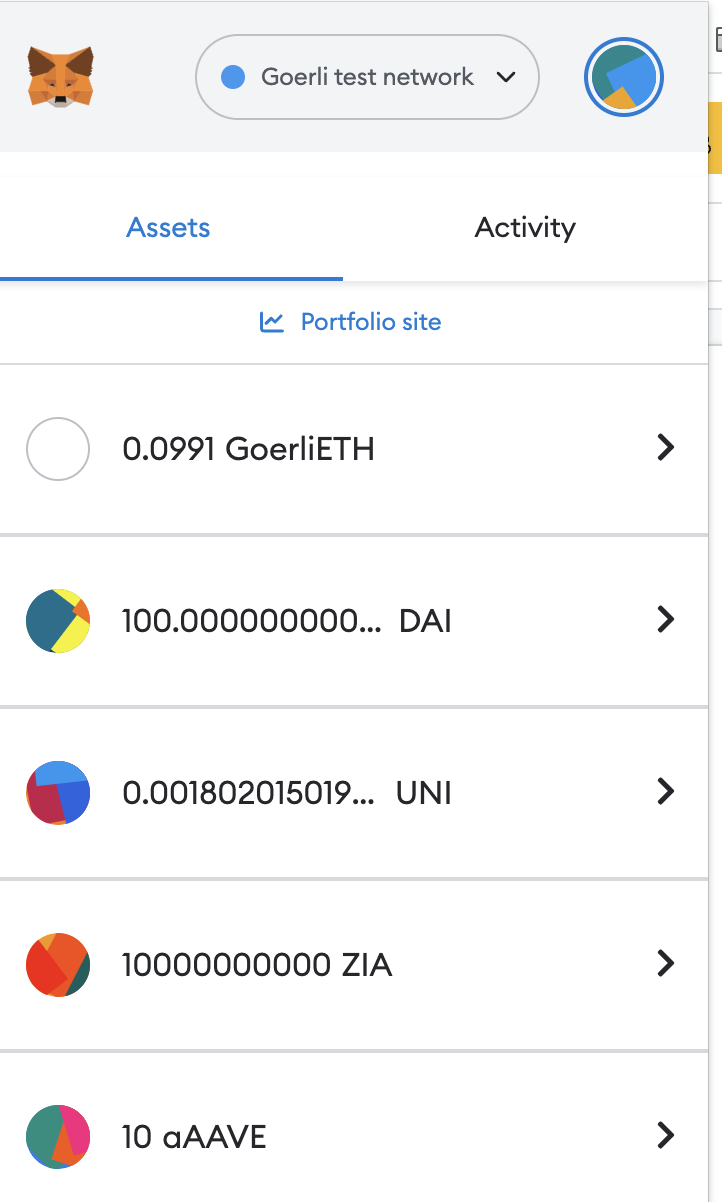 Goerli test network
Assets Activity
Portfolio site
0.0991 GoerliETH
100.000000000... DAI
0.001802015019... UNI
10000000000 ZIA
10 aAAVE